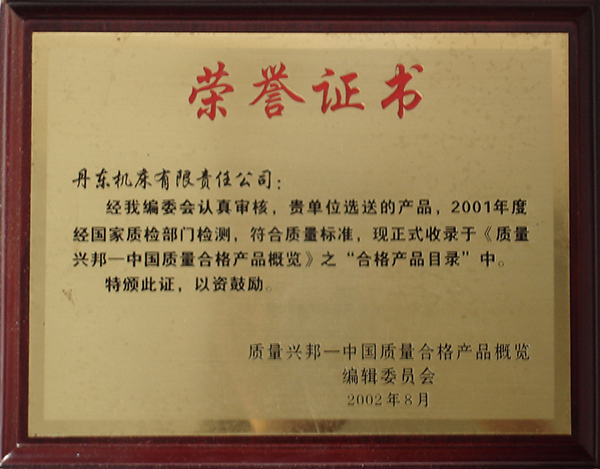 荣誉证书
丹东机床有限责任公司：
经我编委会认真审核，贵单位选送的产品，2001年度
经国家质检部门检测，符合质量标准，现正式收录于《质量
兴邦—中国质量合格产品概览》之“合格产品目录”中。
特颁此证，以资鼓励。
质量兴邦—中国质量合格产品概览
编辑委员会
2002年8月